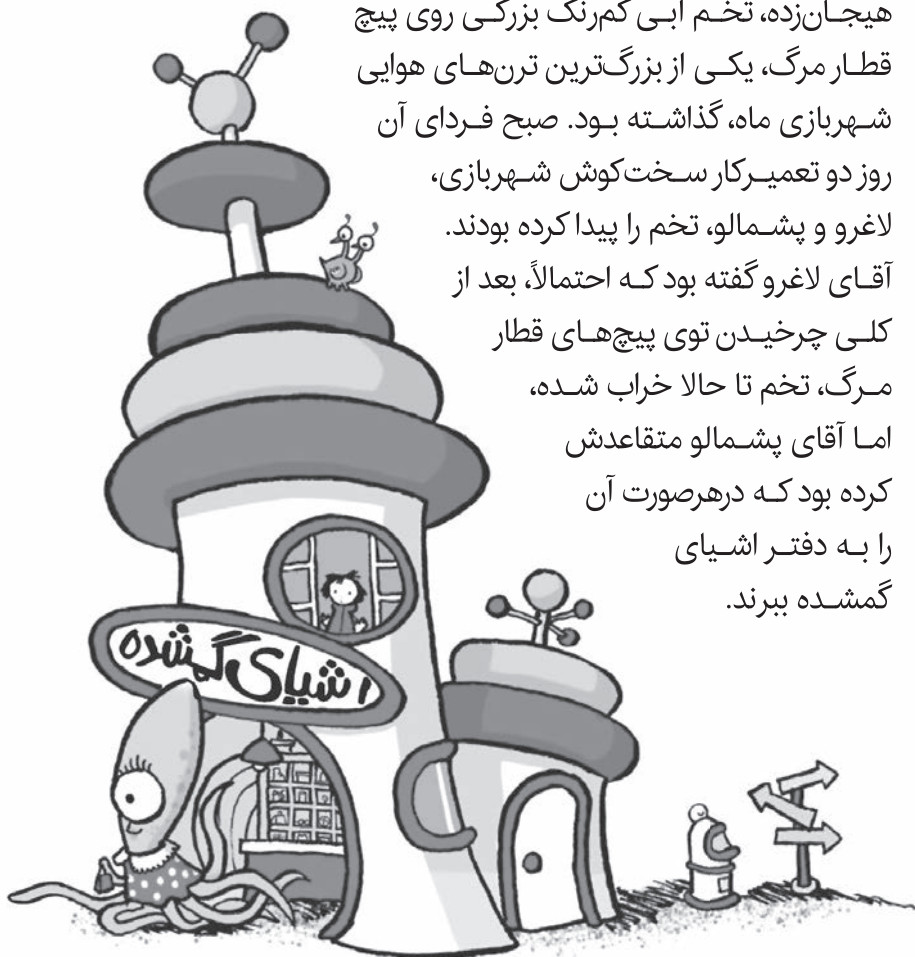 هیجان‌زده، تخم آبی کم‌رنگ بزرگی روی پیچ
قطار مرگ، یکی از بزرگ‌ترین ترن‌های هوایی
شهربازی ماه، گذاشته بود. صبح فردای آن
روز دو تعمیرکار سخت‌کوش شهربازی،
لاغرو و پشمالو، تخم را پیدا کرده بودند.
آقای لاغرو گفته بود که احتمالاً، بعد از
کلی چرخیدن توی پیچ‌های قطار
مرگ، تخم تا حالا خراب شده،
اما آقای پشمالو متقاعدش
کرده بود که درهرصورت آن
را به دفتر اشیای
گمشده ببرند.
اشیای گمشده